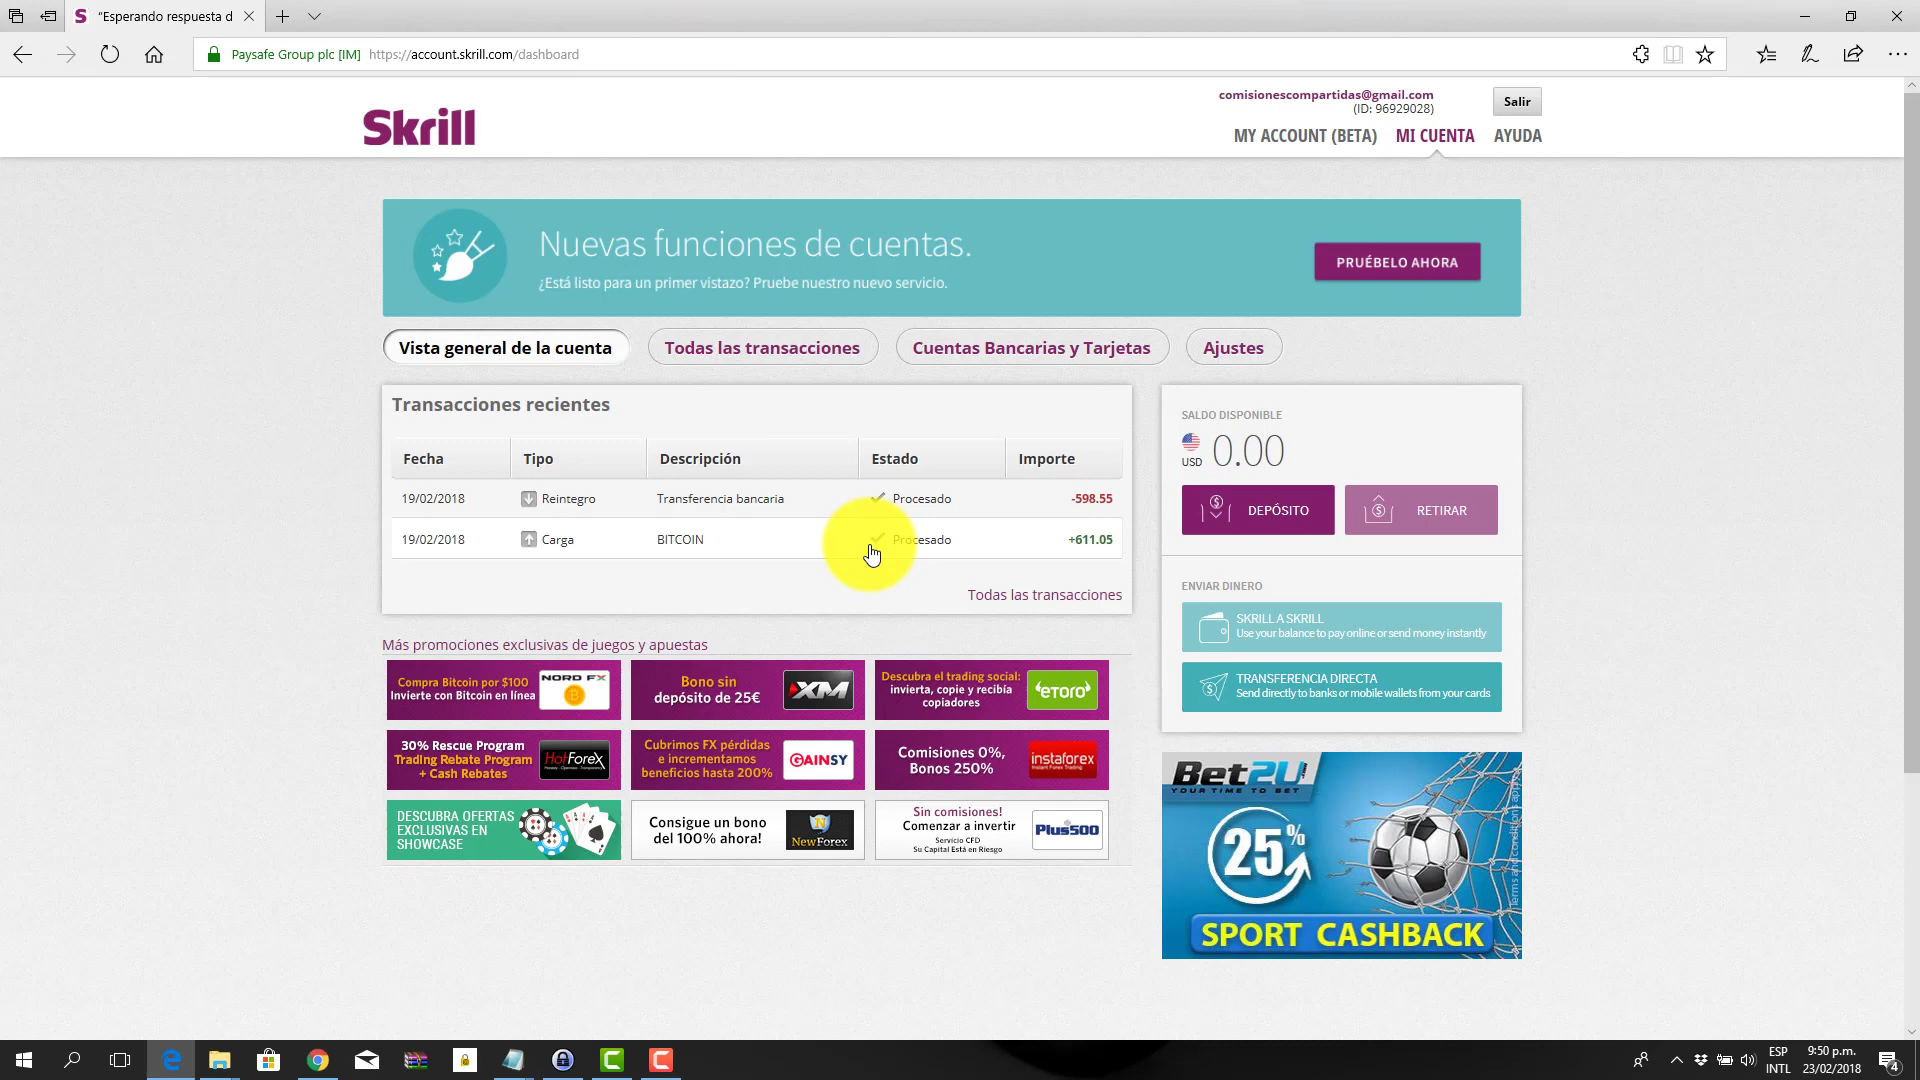 "Esperando respuesta d
Paysafe Group plc [IM] https://account.skrill.com/dashboard
comisionescompartidas@gmail.com
(ID: 96929028)
Salir
Skrill
MY ACCOUNT (BETA) MI CUENTA AYUDA
Nuevas funciones de cuentas.
¿Está listo para un primer vistazo? Pruebe nuestro nuevo servicio.
PRUÉBELO AHORA
Vista general de la cuenta Todas las transacciones Cuentas Bancarias y Tarjetas Ajustes
Transacciones recientes
Fecha Tipo Descripción Estado Importe
19/02/2018 Reintegro Transferencia bancaria Procesado -598.55
19/02/2018 Carga BITCOIN Procesado +611.05
Todas las transacciones
SALDO DISPONIBLE
USD 0.00
DEPÓSITO RETIRAR
ENVIAR DINERO
SKRILL A SKRILL
Use your balance to pay online or send money instantly
TRANSFERENCIA DIRECTA
Send directly to banks or mobile wallets from your cards
Más promociones exclusivas de juegos y apuestas
Compra Bitcoin por $100
Invierte con Bitcoin en línea
NORD FX
Bono sin
depósito de 25€
XM
Descubra el trading social:
invierta, copie y recibía
copiadores
eToro
30% Rescue Program
Trading Rebate Program
+ Cash Rebates
HotForex
Cubrimos FX pérdidas
e incrementamos
beneficios hasta 200%
GAINSY
Comisiones 0%,
Bonos 250%
instaforex
Instant Forex Trading
DESCUBRA OFERTAS
EXCLUSIVAS EN
SHOWCASE
Consigue un bono
del 100% ahora!
NewForex
Sin comisiones!
Comenzar a invertir
Servicio CFD
Su Capital Está en Riesgo
Plus500
Bet2U.com
YOUR TIME TO BET
25%
SPORT CASHBACK
Terms and conditions apply
ESP
INTL
9:50 p.m.
23/02/2018
4